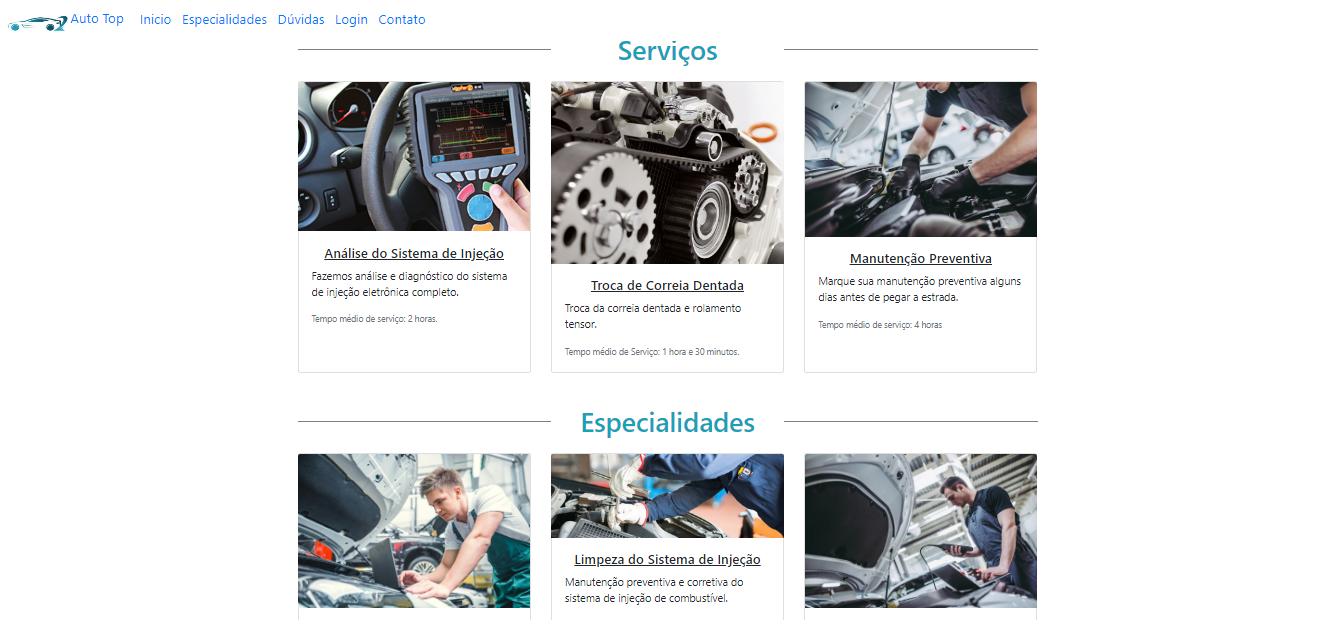 Auto Top Inicio Especialidades Dúvidas Login Contato
Serviços
Análise do Sistema de Injeção
Fazemos análise e diagnóstico do sistema
de injeção eletrônica completo.
Tempo médio de serviço: 2 horas.
Troca de Correia Dentada
Troca da correia dentada e rolamento
tensor.
Tempo médio de Serviço: 1 hora e 30 minutos.
Manutenção Preventiva
Marque sua manutenção preventiva alguns
dias antes de pegar a estrada.
Tempo médio de serviço: 4 horas
Especialidades
Limpeza do Sistema de Injeção
Manutenção preventiva e corretiva do
sistema de injeção de combustível.